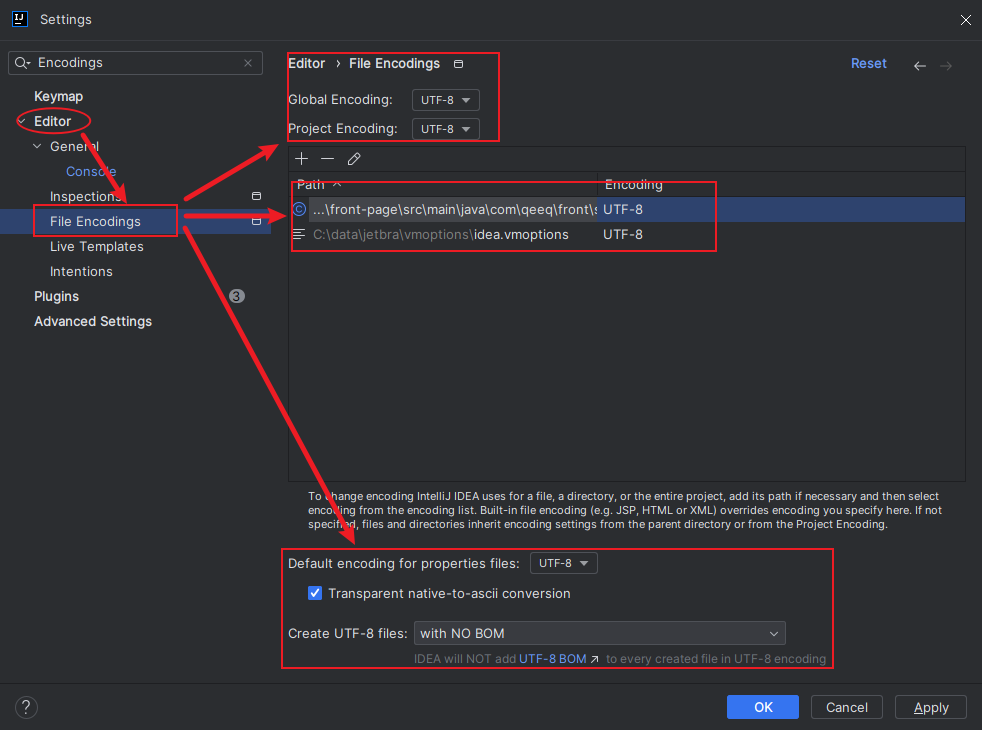 Settings
Encodings
Keymap
Editor
General
Console
Inspections
File Encodings
Live Templates
Intentions
Plugins
3
Advanced Settings
Editor › File Encodings
Reset
Global Encoding: UTF-8
Project Encoding: UTF-8
Path Encoding
...\front-page\src\main\java\com\qeeq\front\s UTF-8
C:\data\jetbra\vmoptions\idea.vmoptions UTF-8
To change encoding IntelliJ IDEA uses for a file, a directory, or the entire project, add its path if necessary and then select
encoding from the encoding list. Built-in file encoding (e.g. JSP, HTML or XML) overrides encoding you specify here. If not
specified, files and directories inherit encoding settings from the parent directory or from the Project Encoding.
Default encoding for properties files: UTF-8
Transparent native-to-ascii conversion
Create UTF-8 files: with NO BOM
IDEA will NOT add UTF-8 BOM ↗ to every created file in UTF-8 encoding
?
OK Cancel Apply